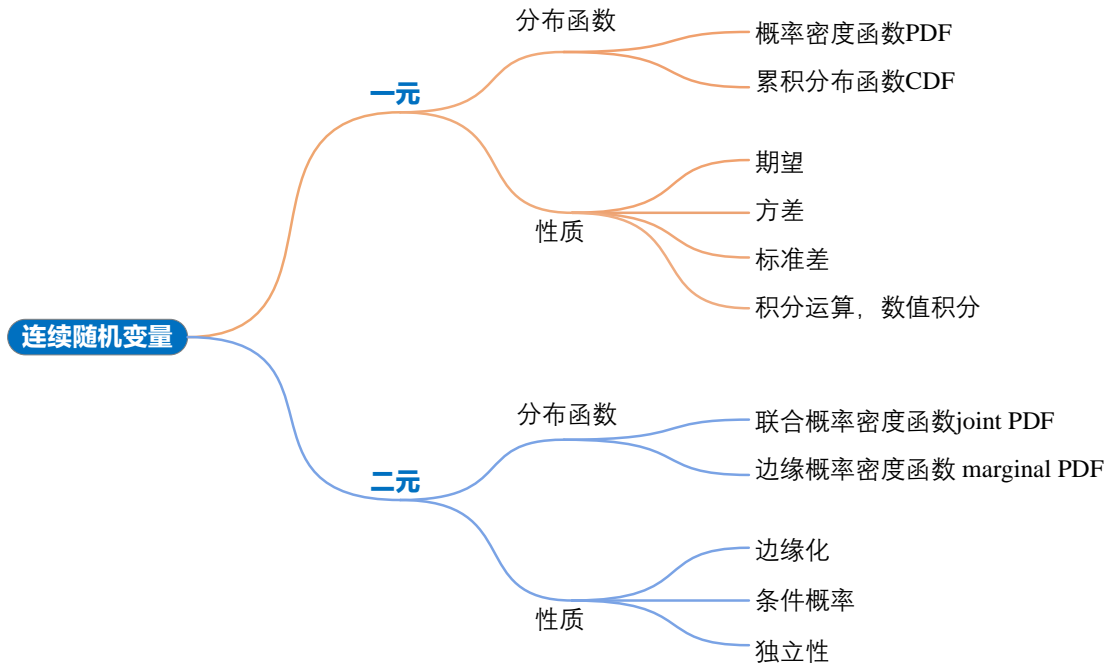 连续随机变量
一元
分布函数
概率密度函数PDF
累积分布函数CDF
性质
期望
方差
标准差
积分运算，数值积分
二元
分布函数
联合概率密度函数joint PDF
边缘概率密度函数 marginal PDF
性质
边缘化
条件概率
独立性